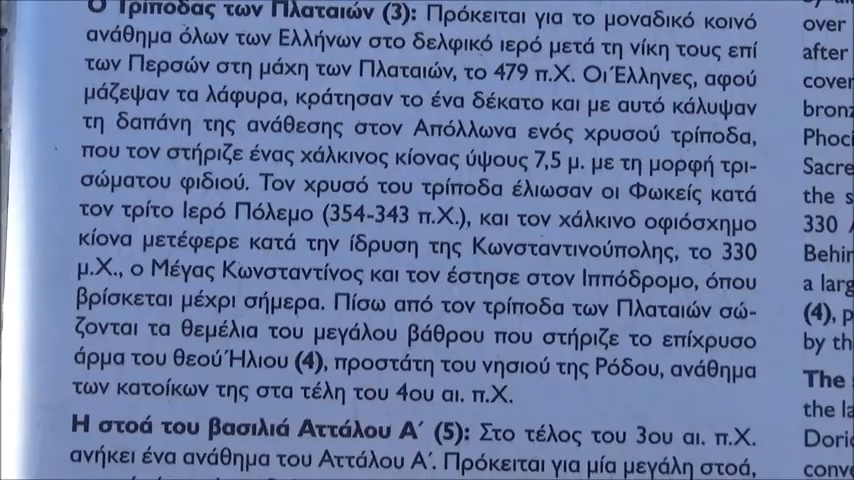 Ο Τρίποδας των Πλαταιών (3): Πρόκειται για το μοναδικό κοινό
ανάθημα όλων των Ελλήνων στο δελφικό ιερό μετά τη νίκη τους επί
των Περσών στη μάχη των Πλαταιών, το 479 π.Χ. Οι Έλληνες, αφού
μάζεψαν τα λάφυρα, κράτησαν το ένα δέκατο και με αυτό κάλυψαν
τη δαπάνη της ανάθεσης στον Απόλλωνα ενός χρυσού τρίποδα,
που τον στήριζε ένας χάλκινος κίονας ύψους 7,5 μ. με τη μορφή τρι-
σώματου φιδιού. Τον χρυσό του τρίποδα έλιωσαν οι Φωκείς κατά
τον τρίτο Ιερό Πόλεμο (354-343 π.Χ.), και τον χάλκινο οφιόσχημο
κίονα μετέφερε κατά την ίδρυση της Κωνσταντινούπολης, το 330
μ.Χ., ο Μέγας Κωνσταντίνος και τον έστησε στον Ιππόδρομο, όπου
βρίσκεται μέχρι σήμερα. Πίσω από τον τρίποδα των Πλαταιών σώ-
ζονται τα θεμέλια του μεγάλου βάθρου που στήριζε το επίχρυσο
άρμα του θεού Ήλιου (4), προστάτη του νησιού της Ρόδου, ανάθημα
των κατοίκων της στα τέλη του 4ου αι. π.Χ.
Η στοά του βασιλιά Αττάλου Α΄ (5): Στο τέλος του 3ου αι. π.Χ.
ανήκει ένα ανάθημα του Αττάλου Α΄. Πρόκειται για μία μεγάλη στοά,
over
after
cover
bronz
Phoci
Sacre
the s
330 A
Behin
a larg
(4), p
by th
The
the la
Doric
conve